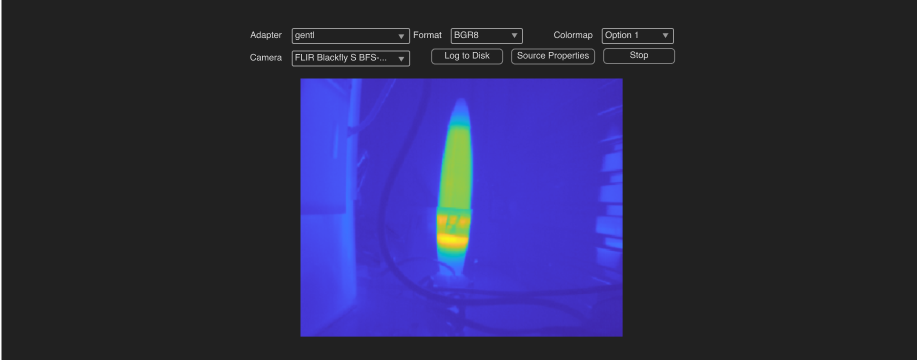 Adapter gentl Format BGR8 Colormap Option 1
Camera FLIR Blackfly S BFS-... Log to Disk Source Properties Stop